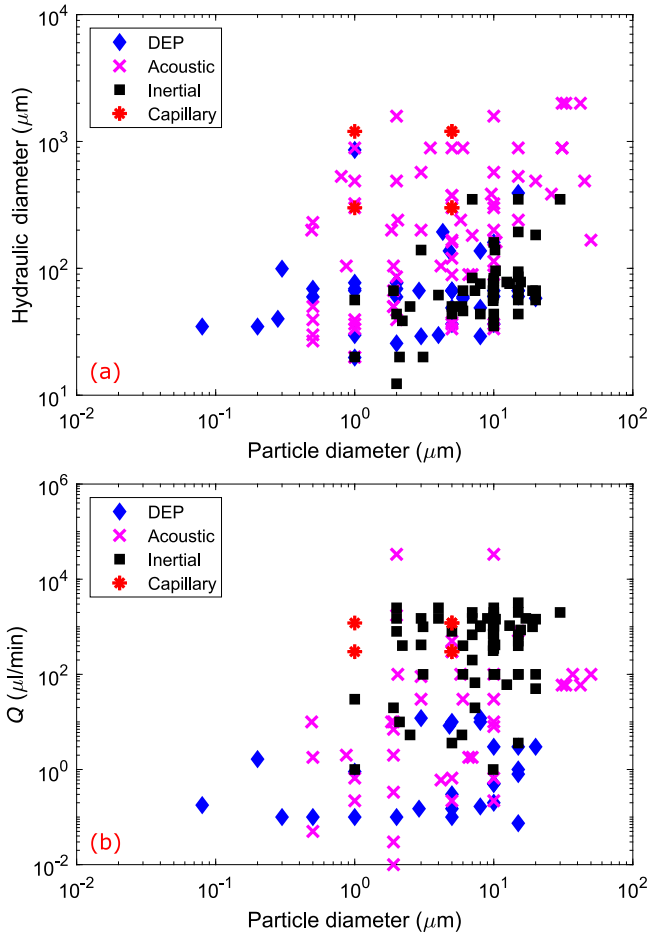 10^4
10^3
10^2
10^1
Hydraulic diameter (μm)
DEP
Acoustic
Inertial
Capillary
(a)
10^-2 10^-1 10^0 10^1 10^2
Particle diameter (μm)
10^6
10^4
10^2
10^0
10^-2
Q (μl/min)
DEP
Acoustic
Inertial
Capillary
(b)
10^-2 10^-1 10^0 10^1 10^2
Particle diameter (μm)